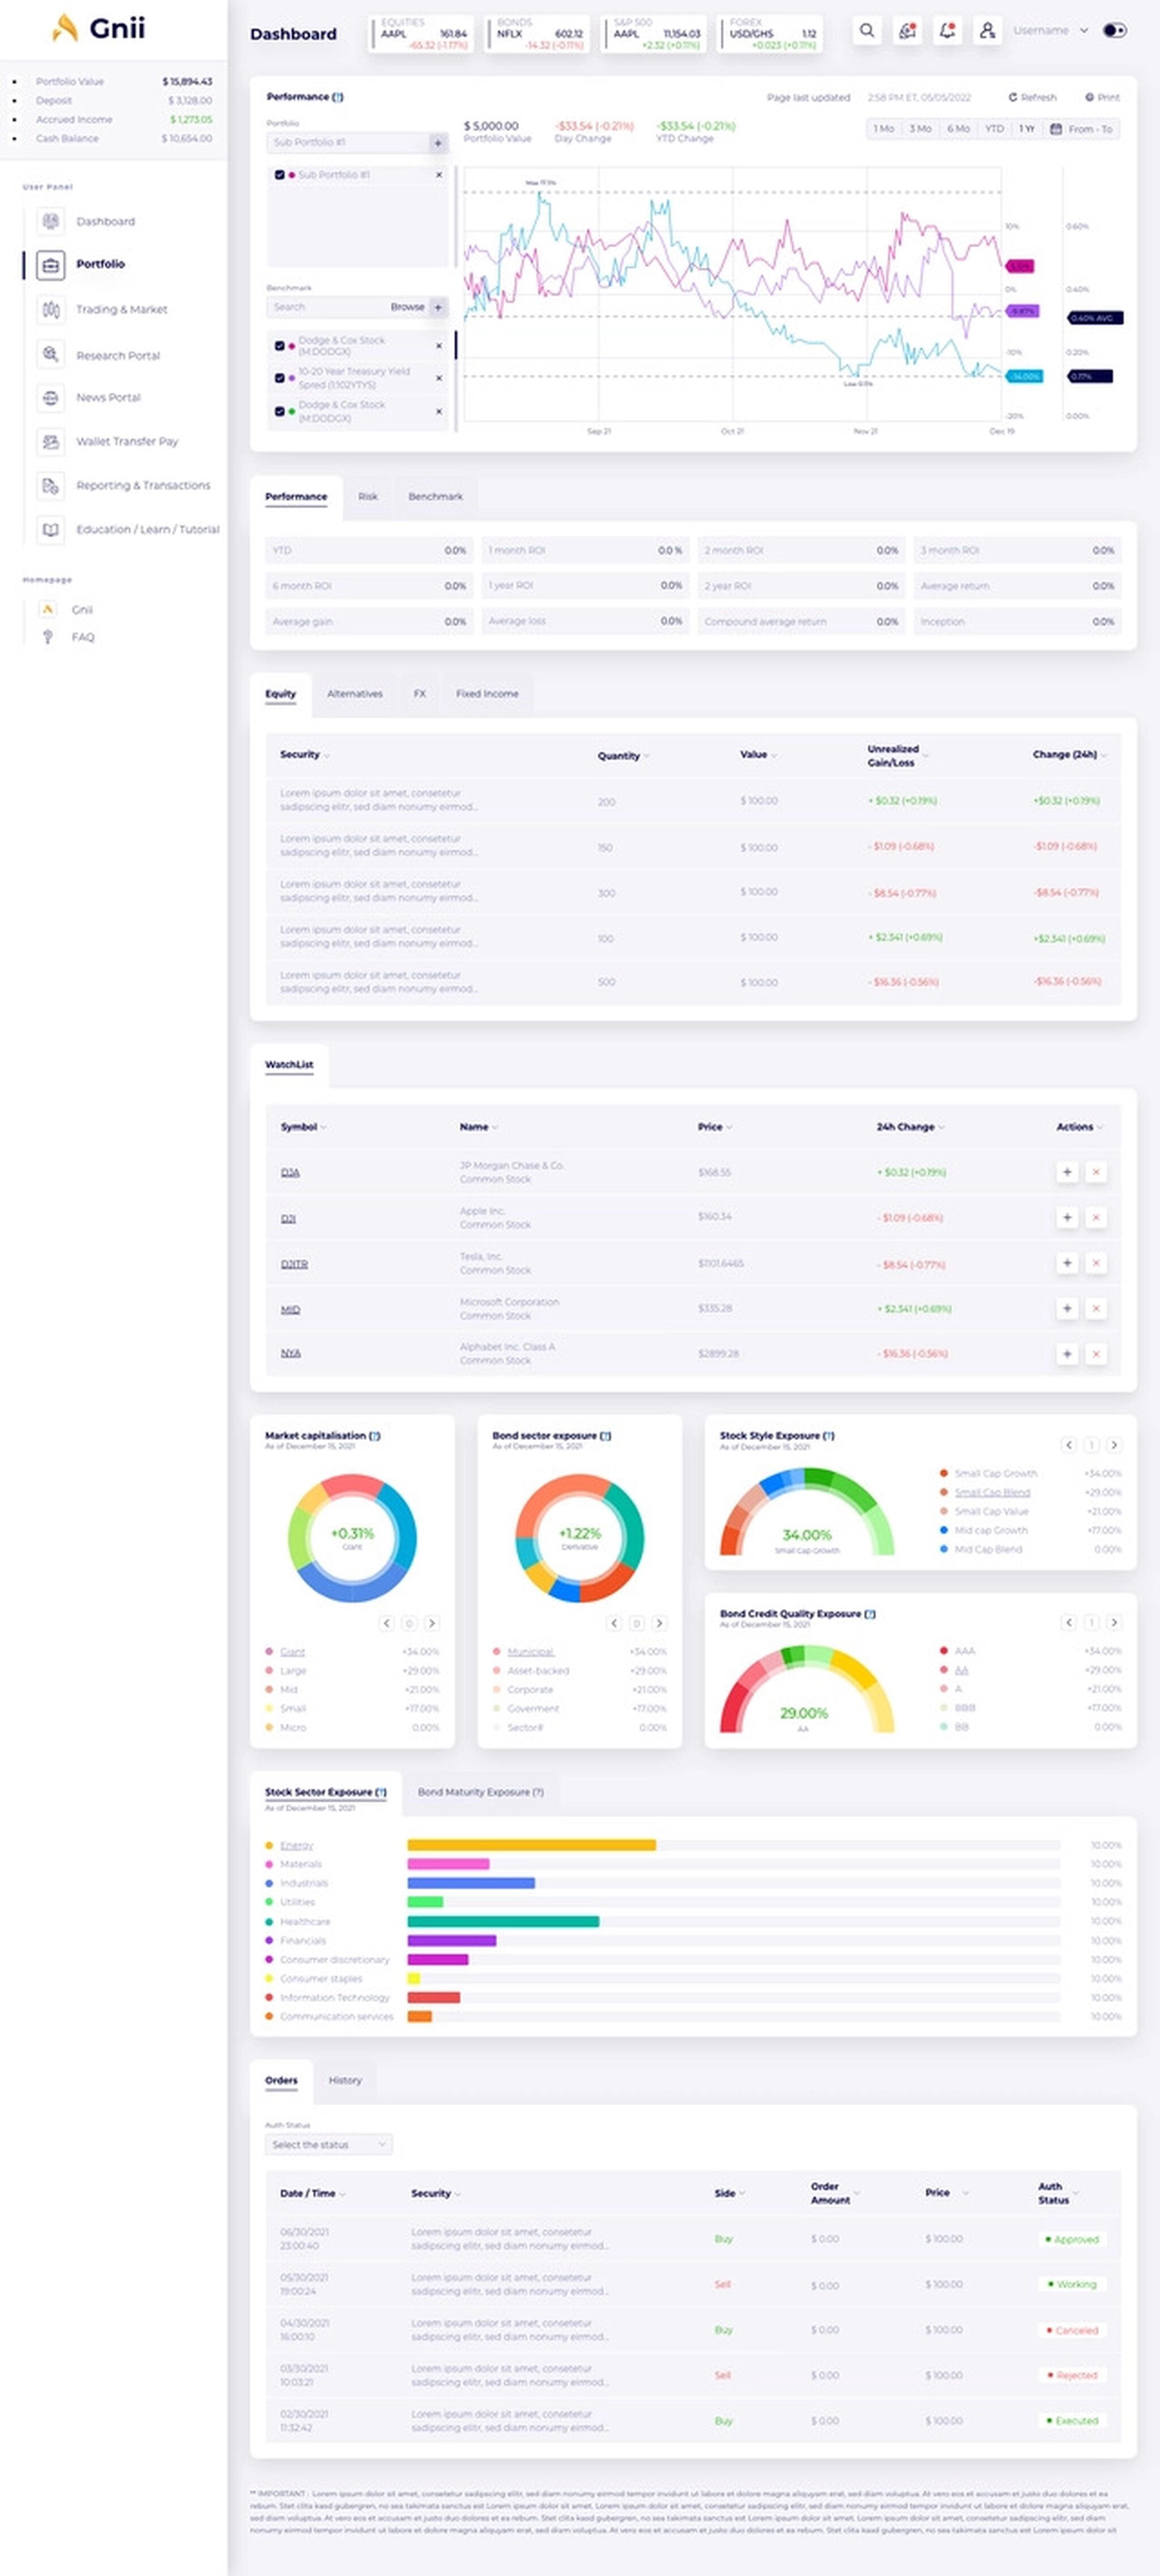 Gnii
Portfolio Value $ 15,894.43
Deposit $ 3,128.00
Accrued Income $ 1,273.05
Cash Balance $ 10,654.00
User Panel
Dashboard
Portfolio
Trading & Market
Research Portal
News Portal
Wallet Transfer Pay
Reporting & Transactions
Education / Learn / Tutorial
Homepage
Gnii
FAQ
Dashboard
EQUITIES
AAPL 161.84
-65.32 (-1.17%)
BONDS
NFLX 602.12
-14.32 (-0.11%)
S&P 500
AAPL 11,154.03
+2.32 (+0.11%)
FOREX
USD/GHS 1.12
+0.023 (+0.11%)
Username
Performance (?)
Page last updated 2:58 PM ET, 05/05/2022 Refresh Print
Portfolio
Sub Portfolio #1 +
Sub Portfolio #1 ×
Benchmark
Search Browse +
Dodge & Cox Stock
(M:DODGX) ×
10-20 Year Treasury Yield
Spred (1:102YTYS) ×
Dodge & Cox Stock
(M:DODGX) ×
$ 5,000.00 -$33.54 (-0.21%) -$33.54 (-0.21%)
Portfolio Value Day Change YTD Change
1 Mo 3 Mo 6 Mo YTD 1 Yr From - To
10% 0.60%
0% 0.40%
-9.87% 0.40% AVG
-10% 0.20%
-14.00% 0.17%
-20% 0.00%
Sep 21 Oct 21 Nov 21 Dec 19
Performance Risk Benchmark
YTD 0.0% 1 month ROI 0.0 % 2 month ROI 0.0% 3 month ROI 0.0%
6 month ROI 0.0% 1 year ROI 0.0% 2 year ROI 0.0% Average return 0.0%
Average gain 0.0% Average loss 0.0% Compound average return 0.0% Inception 0.0%
Equity Alternatives FX Fixed Income
Security Quantity Value Unrealized
Gain/Loss Change (24h)
Lorem ipsum dolor sit amet, consetetur
sadipscing elitr, sed diam nonumy eirmod... 200 $ 100.00 + $0.32 (+0.19%) +$0.32 (+0.19%)
Lorem ipsum dolor sit amet, consetetur
sadipscing elitr, sed diam nonumy eirmod... 150 $ 100.00 - $1.09 (-0.68%) -$1.09 (-0.68%)
Lorem ipsum dolor sit amet, consetetur
sadipscing elitr, sed diam nonumy eirmod... 300 $ 100.00 - $8.54 (-0.77%) -$8.54 (-0.77%)
Lorem ipsum dolor sit amet, consetetur
sadipscing elitr, sed diam nonumy eirmod... 100 $ 100.00 + $2.341 (+0.69%) +$2.341 (+0.69%)
Lorem ipsum dolor sit amet, consetetur
sadipscing elitr, sed diam nonumy eirmod... 500 $ 100.00 - $16.36 (-0.56%) -$16.36 (-0.56%)
WatchList
Symbol Name Price 24h Change Actions
DJA JP Morgan Chase & Co.
Common Stock $168.55 + $0.32 (+0.19%) + ×
DJI Apple Inc.
Common Stock $160.34 - $1.09 (-0.68%) + ×
DJITR Tesla, Inc.
Common Stock $1101.6465 - $8.54 (-0.77%) + ×
MID Microsoft Corporation
Common Stock $335.28 + $2.341 (+0.69%) + ×
NYA Alphabet Inc. Class A
Common Stock $2899.28 - $16.36 (-0.56%) + ×
Market capitalisation (?)
As of December 15, 2021
+0.31%
Giant
0
Giant +34.00%
Large +29.00%
Mid +21.00%
Small +17.00%
Micro 0.00%
Bond sector exposure (?)
As of December 15, 2021
+1.22%
Derivative
0
Municipal +34.00%
Asset-backed +29.00%
Corporate +21.00%
Goverment +17.00%
Sector# 0.00%
Stock Style Exposure (?)
As of December 15, 2021
1
34.00%
Small Cap Growth
Small Cap Growth +34.00%
Small Cap Blend +29.00%
Small Cap Value +21.00%
Mid cap Growth +17.00%
Mid Cap Blend 0.00%
Bond Credit Quality Exposure (?)
As of December 15, 2021
1
29.00%
AA
AAA +34.00%
AA +29.00%
A +21.00%
BBB +17.00%
BB 0.00%
Stock Sector Exposure (?) Bond Maturity Exposure (?)
As of December 15, 2021
Energy 10.00%
Materials 10.00%
Industrials 10.00%
Utilities 10.00%
Healthcare 10.00%
Financials 10.00%
Consumer discretionary 10.00%
Consumer staples 10.00%
Information Technology 10.00%
Communication services 10.00%
Orders History
Auth Status
Select the status
Date / Time Security Side Order
Amount Price Auth
Status
06/30/2021
23:00:40 Lorem ipsum dolor sit amet, consetetur
sadipscing elitr, sed diam nonumy eirmod... Buy $ 0.00 $ 100.00 Approved
05/30/2021
19:00:24 Lorem ipsum dolor sit amet, consetetur
sadipscing elitr, sed diam nonumy eirmod... Sell $ 0.00 $ 100.00 Working
04/30/2021
16:00:10 Lorem ipsum dolor sit amet, consetetur
sadipscing elitr, sed diam nonumy eirmod... Buy $ 0.00 $ 100.00 Canceled
03/30/2021
10:03:21 Lorem ipsum dolor sit amet, consetetur
sadipscing elitr, sed diam nonumy eirmod... Sell $ 0.00 $ 100.00 Rejected
02/30/2021
11:32:42 Lorem ipsum dolor sit amet, consetetur
sadipscing elitr, sed diam nonumy eirmod... Buy $ 0.00 $ 100.00 Executed
** IMPORTANT : Lorem ipsum dolor sit amet, consetetur sadipscing elitr, sed diam nonumy eirmod tempor invidunt ut labore et dolore magna aliquyam erat, sed diam voluptua. At vero eos et accusam et justo duo dolores et ea
rebum. Stet clita kasd gubergren, no sea takimata sanctus est Lorem ipsum dolor sit amet. Lorem ipsum dolor sit amet, consetetur sadipscing elitr, sed diam nonumy eirmod tempor invidunt ut labore et dolore magna aliquyam erat,
sed diam voluptua. At vero eos et accusam et justo duo dolores et ea rebum. Stet clita kasd gubergren, no sea takimata sanctus est Lorem ipsum dolor sit amet. Lorem ipsum dolor sit amet, consetetur sadipscing elitr, sed diam
nonumy eirmod tempor invidunt ut labore et dolore magna aliquyam erat, sed diam voluptua. At vero eos et accusam et justo duo dolores et ea rebum. Stet clita kasd gubergren, no sea takimata sanctus est Lorem ipsum dolor sit